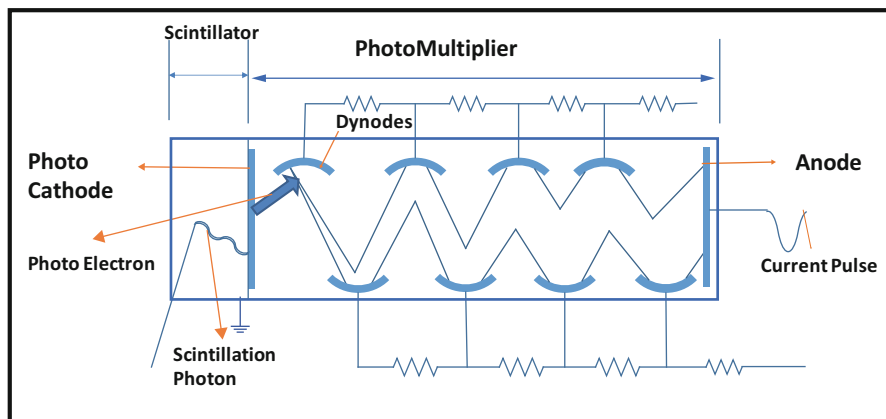 Scintillator
PhotoMultiplier
Dynodes
Photo
Cathode
Anode
Photo Electron
Current Pulse
Scintillation
Photon